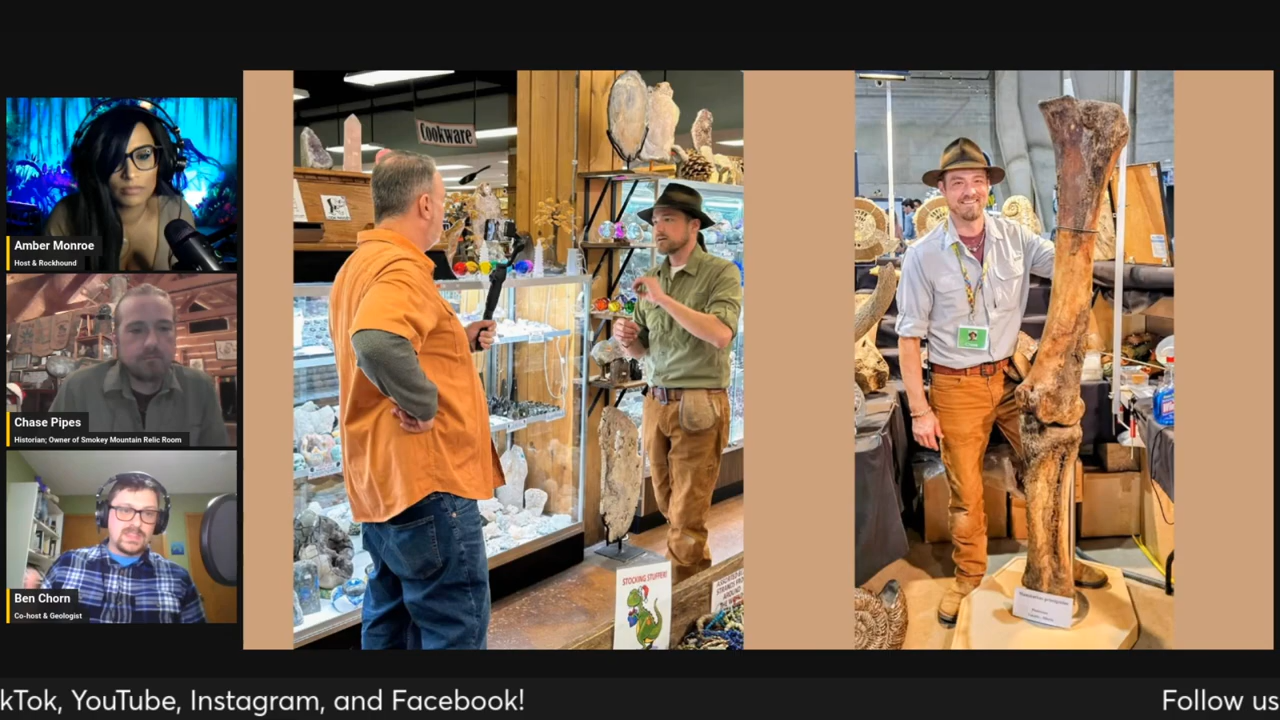 Amber Monroe
Host & Rockhound
Chase Pipes
Historian; Owner of Smokey Mountain Relic Room
Ben Chorn
Co-host & Geologist
Cookware
STOCKING STUFFER!
kTok, YouTube, Instagram, and Facebook!
Follow us